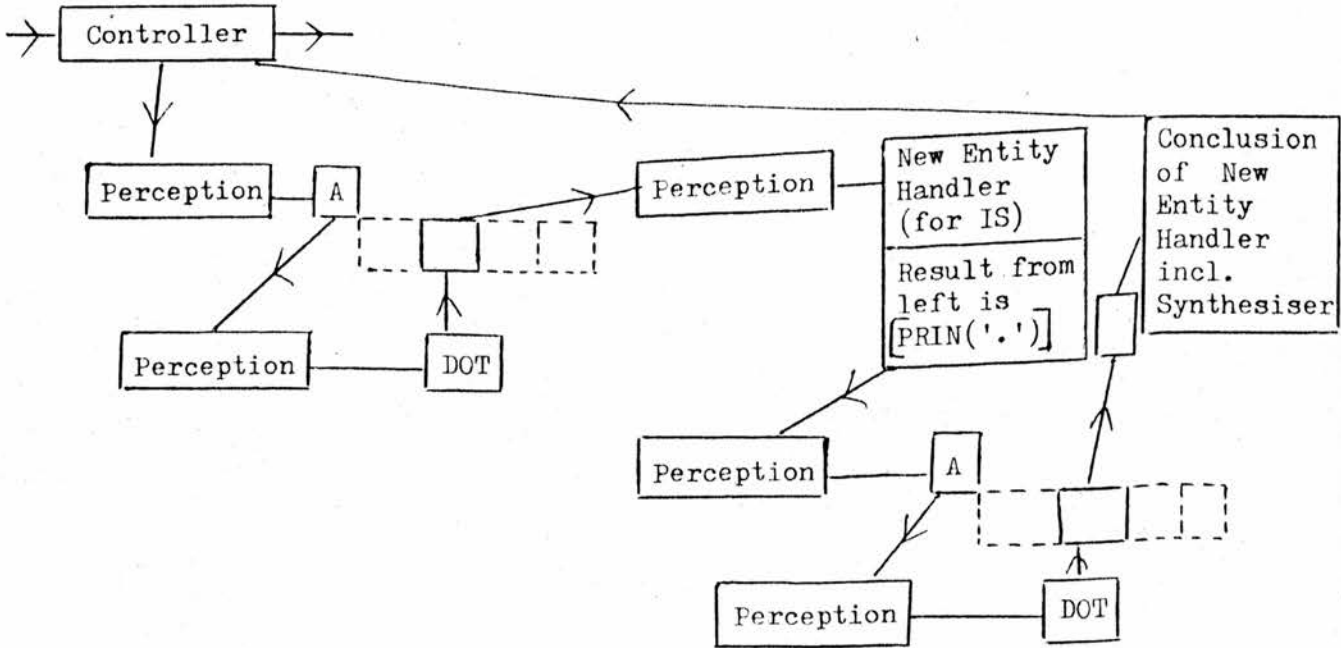 Controller
Perception
A
Perception
DOT
Perception
New Entity
Handler
(for IS)
Result from
left is
[PRIN('.')]
Conclusion
of New
Entity
Handler
incl.
Synthesiser
Perception
A
Perception
DOT